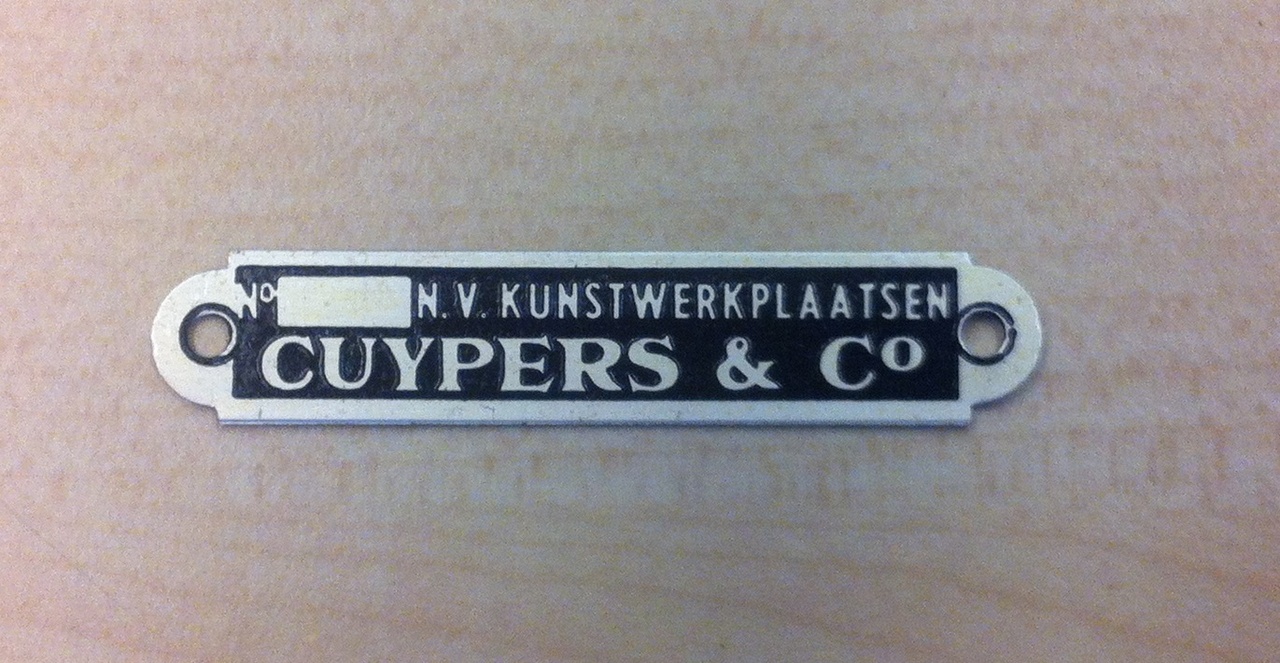 Nº N.V. KUNSTWERKPLAATSEN
CUYPERS & Cº